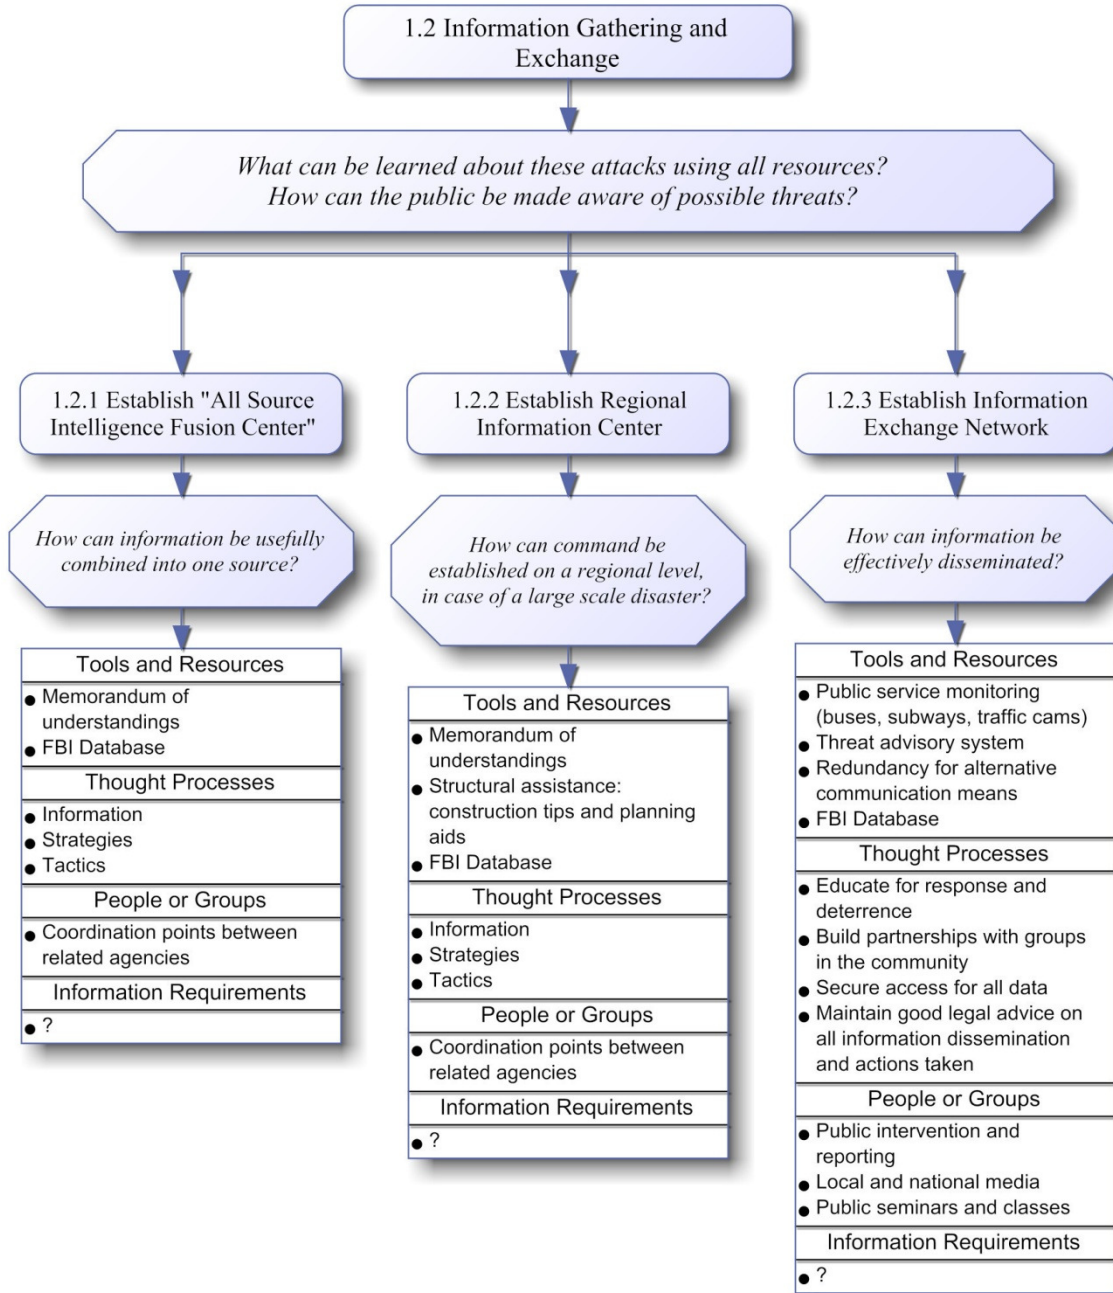 1.2 Information Gathering and
Exchange
What can be learned about these attacks using all resources?
How can the public be made aware of possible threats?
1.2.1 Establish "All Source
Intelligence Fusion Center"
How can information be usefully
combined into one source?
Tools and Resources
● Memorandum of
understandings
● FBI Database
Thought Processes
● Information
● Strategies
● Tactics
People or Groups
● Coordination points between
related agencies
Information Requirements
● ?
1.2.2 Establish Regional
Information Center
How can command be
established on a regional level,
in case of a large scale disaster?
Tools and Resources
● Memorandum of
understandings
● Structural assistance:
construction tips and planning
aids
● FBI Database
Thought Processes
● Information
● Strategies
● Tactics
People or Groups
● Coordination points between
related agencies
Information Requirements
● ?
1.2.3 Establish Information
Exchange Network
How can information be
effectively disseminated?
Tools and Resources
● Public service monitoring
(buses, subways, traffic cams)
● Threat advisory system
● Redundancy for alternative
communication means
● FBI Database
Thought Processes
● Educate for response and
deterrence
● Build partnerships with groups
in the community
● Secure access for all data
● Maintain good legal advice on
all information dissemination
and actions taken
People or Groups
● Public intervention and
reporting
● Local and national media
● Public seminars and classes
Information Requirements
● ?